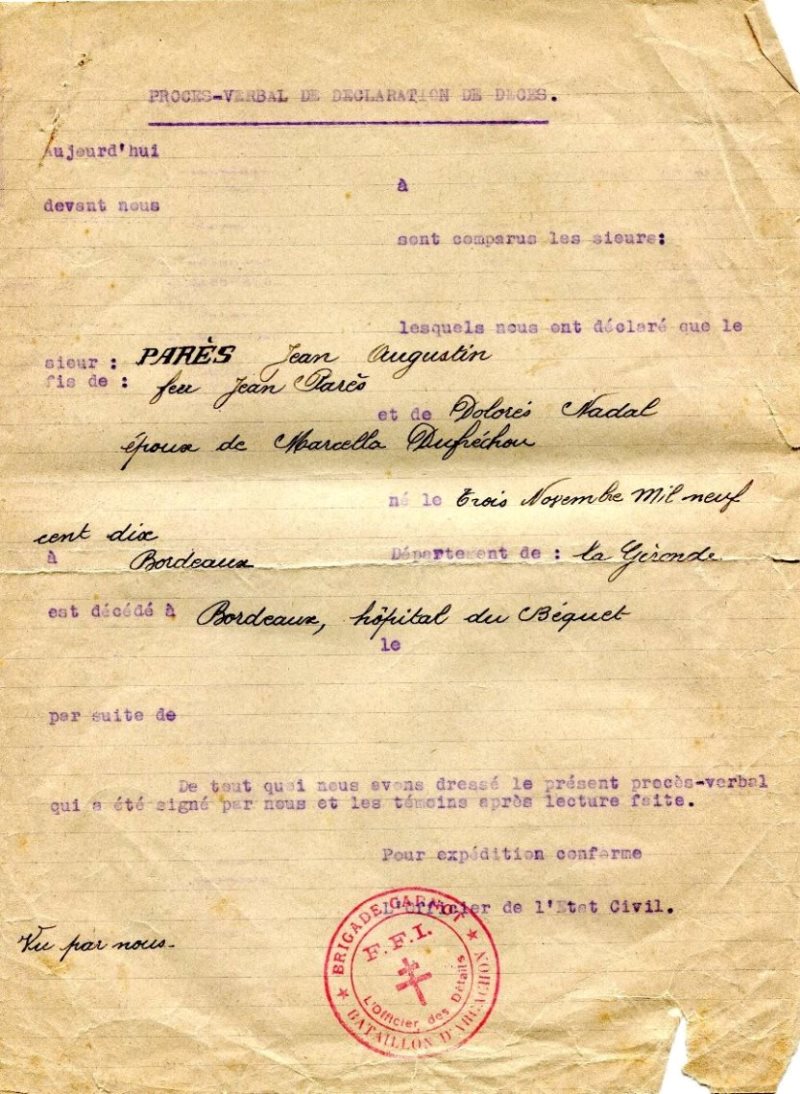 PROCES-VERBAL DE DECLARATION DE DECES.
Aujourd'hui
à
devant nous
sont comparus les sieurs:
lesquels nous ont déclaré que le
sieur : PARÈS Jean Augustin
fis de : feu Jean Parès
et de Dolorés Nadal
époux de Marcella Dufréchou
né le Trois Novembre Mil neuf
cent dix
à Bordeaux Département de : la Gironde
est décédé à Bordeaux, hôpital du Béquet
le
par suite de
De tout quoi nous avons dressé le présent procès-verbal
qui a été signé par nous et les témoins après lecture faite.
Pour expédition conforme
L'Officier de l'Etat Civil.
Vu par nous.
BRIGADE CARNOT
F.F.I.
L'Officier des Détails
BATAILLON D'ARCACHON